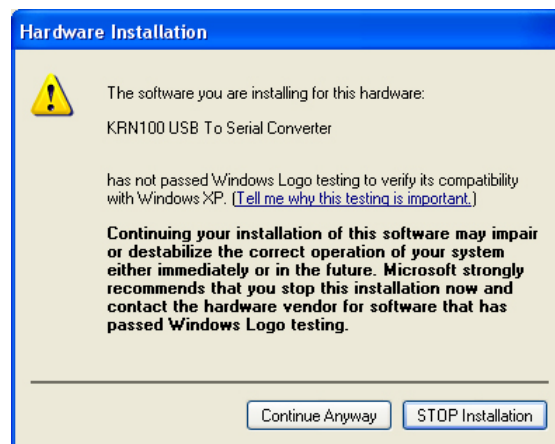 Hardware Installation
The software you are installing for this hardware:
KRN100 USB To Serial Converter
has not passed Windows Logo testing to verify its compatibility
with Windows XP. (Tell me why this testing is important.)
Continuing your installation of this software may impair
or destabilize the correct operation of your system
either immediately or in the future. Microsoft strongly
recommends that you stop this installation now and
contact the hardware vendor for software that has
passed Windows Logo testing.
Continue Anyway STOP Installation